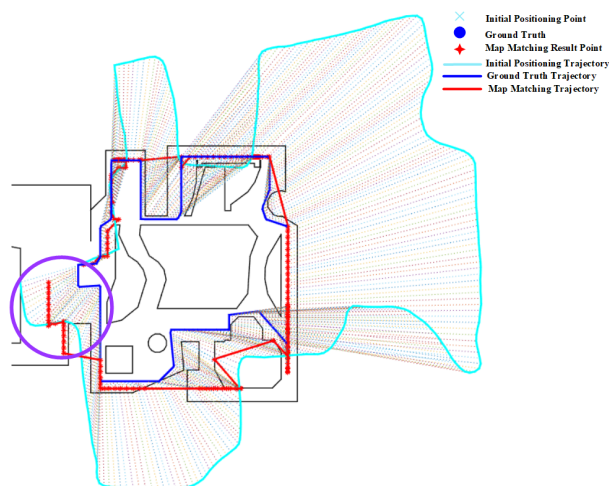 Initial Positioning Point
Ground Truth
Map Matching Result Point
Initial Positioning Trajectory
Ground Truth Trajectory
Map Matching Trajectory